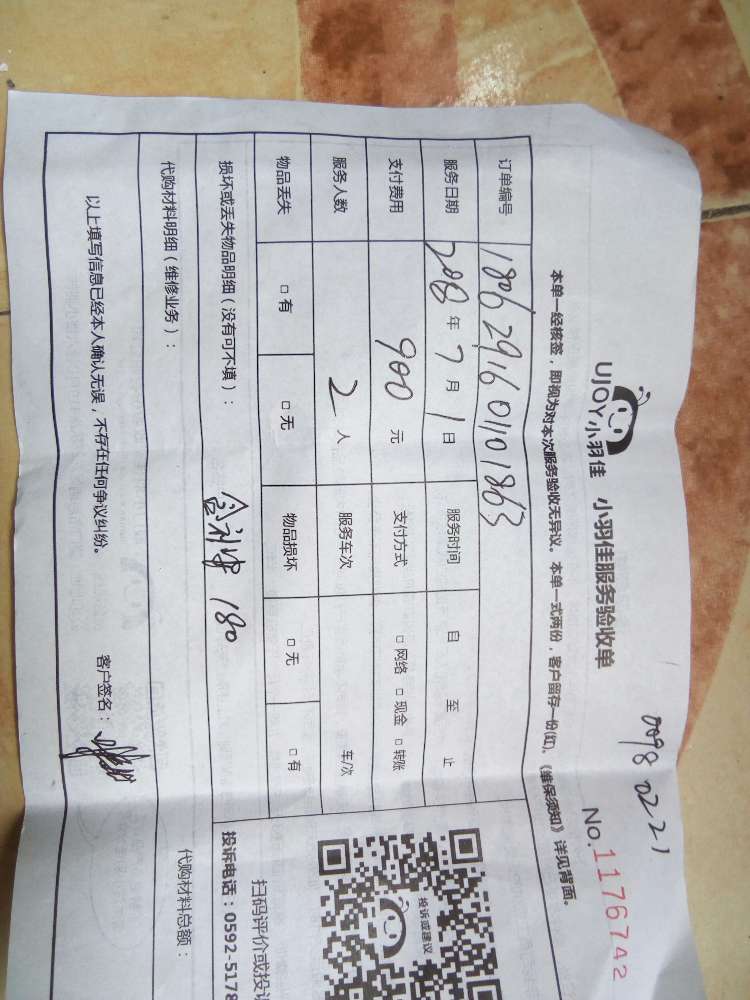 0098 0221
No.1176742
UJOY小羽佳 小羽佳服务验收单
本单一经核签，即视为对本次服务验收无异议。本单一式两份，客户留存一份(红)，《维保须知》详见背面。
订单编号 1806291601101863
服务日期 2018年7月1日 服务时间 自 至 止
支付费用 900元 支付方式 □网络 □现金 □转账
服务人数 2人 服务车次 车/次
物品丢失 □有 □无 物品损坏 □无 □有
损坏或丢失物品明细（没有可不填）：
180
代购材料明细（维修业务）：
代购材料总额：
以上填写信息已经本人确认无误，不存在任何争议纠纷。 客户签名：
投诉或建议
扫码评价或投诉
投诉电话：0592-5178